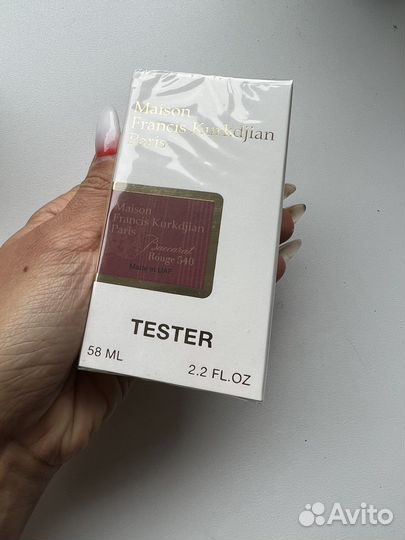 Maison
Francis Kurkdjian
Paris
Maison
Francis Kurkdjian
Paris
Baccarat
Rouge 540
Made in UAE
TESTER
58 ML
2.2 FL.OZ
Avito